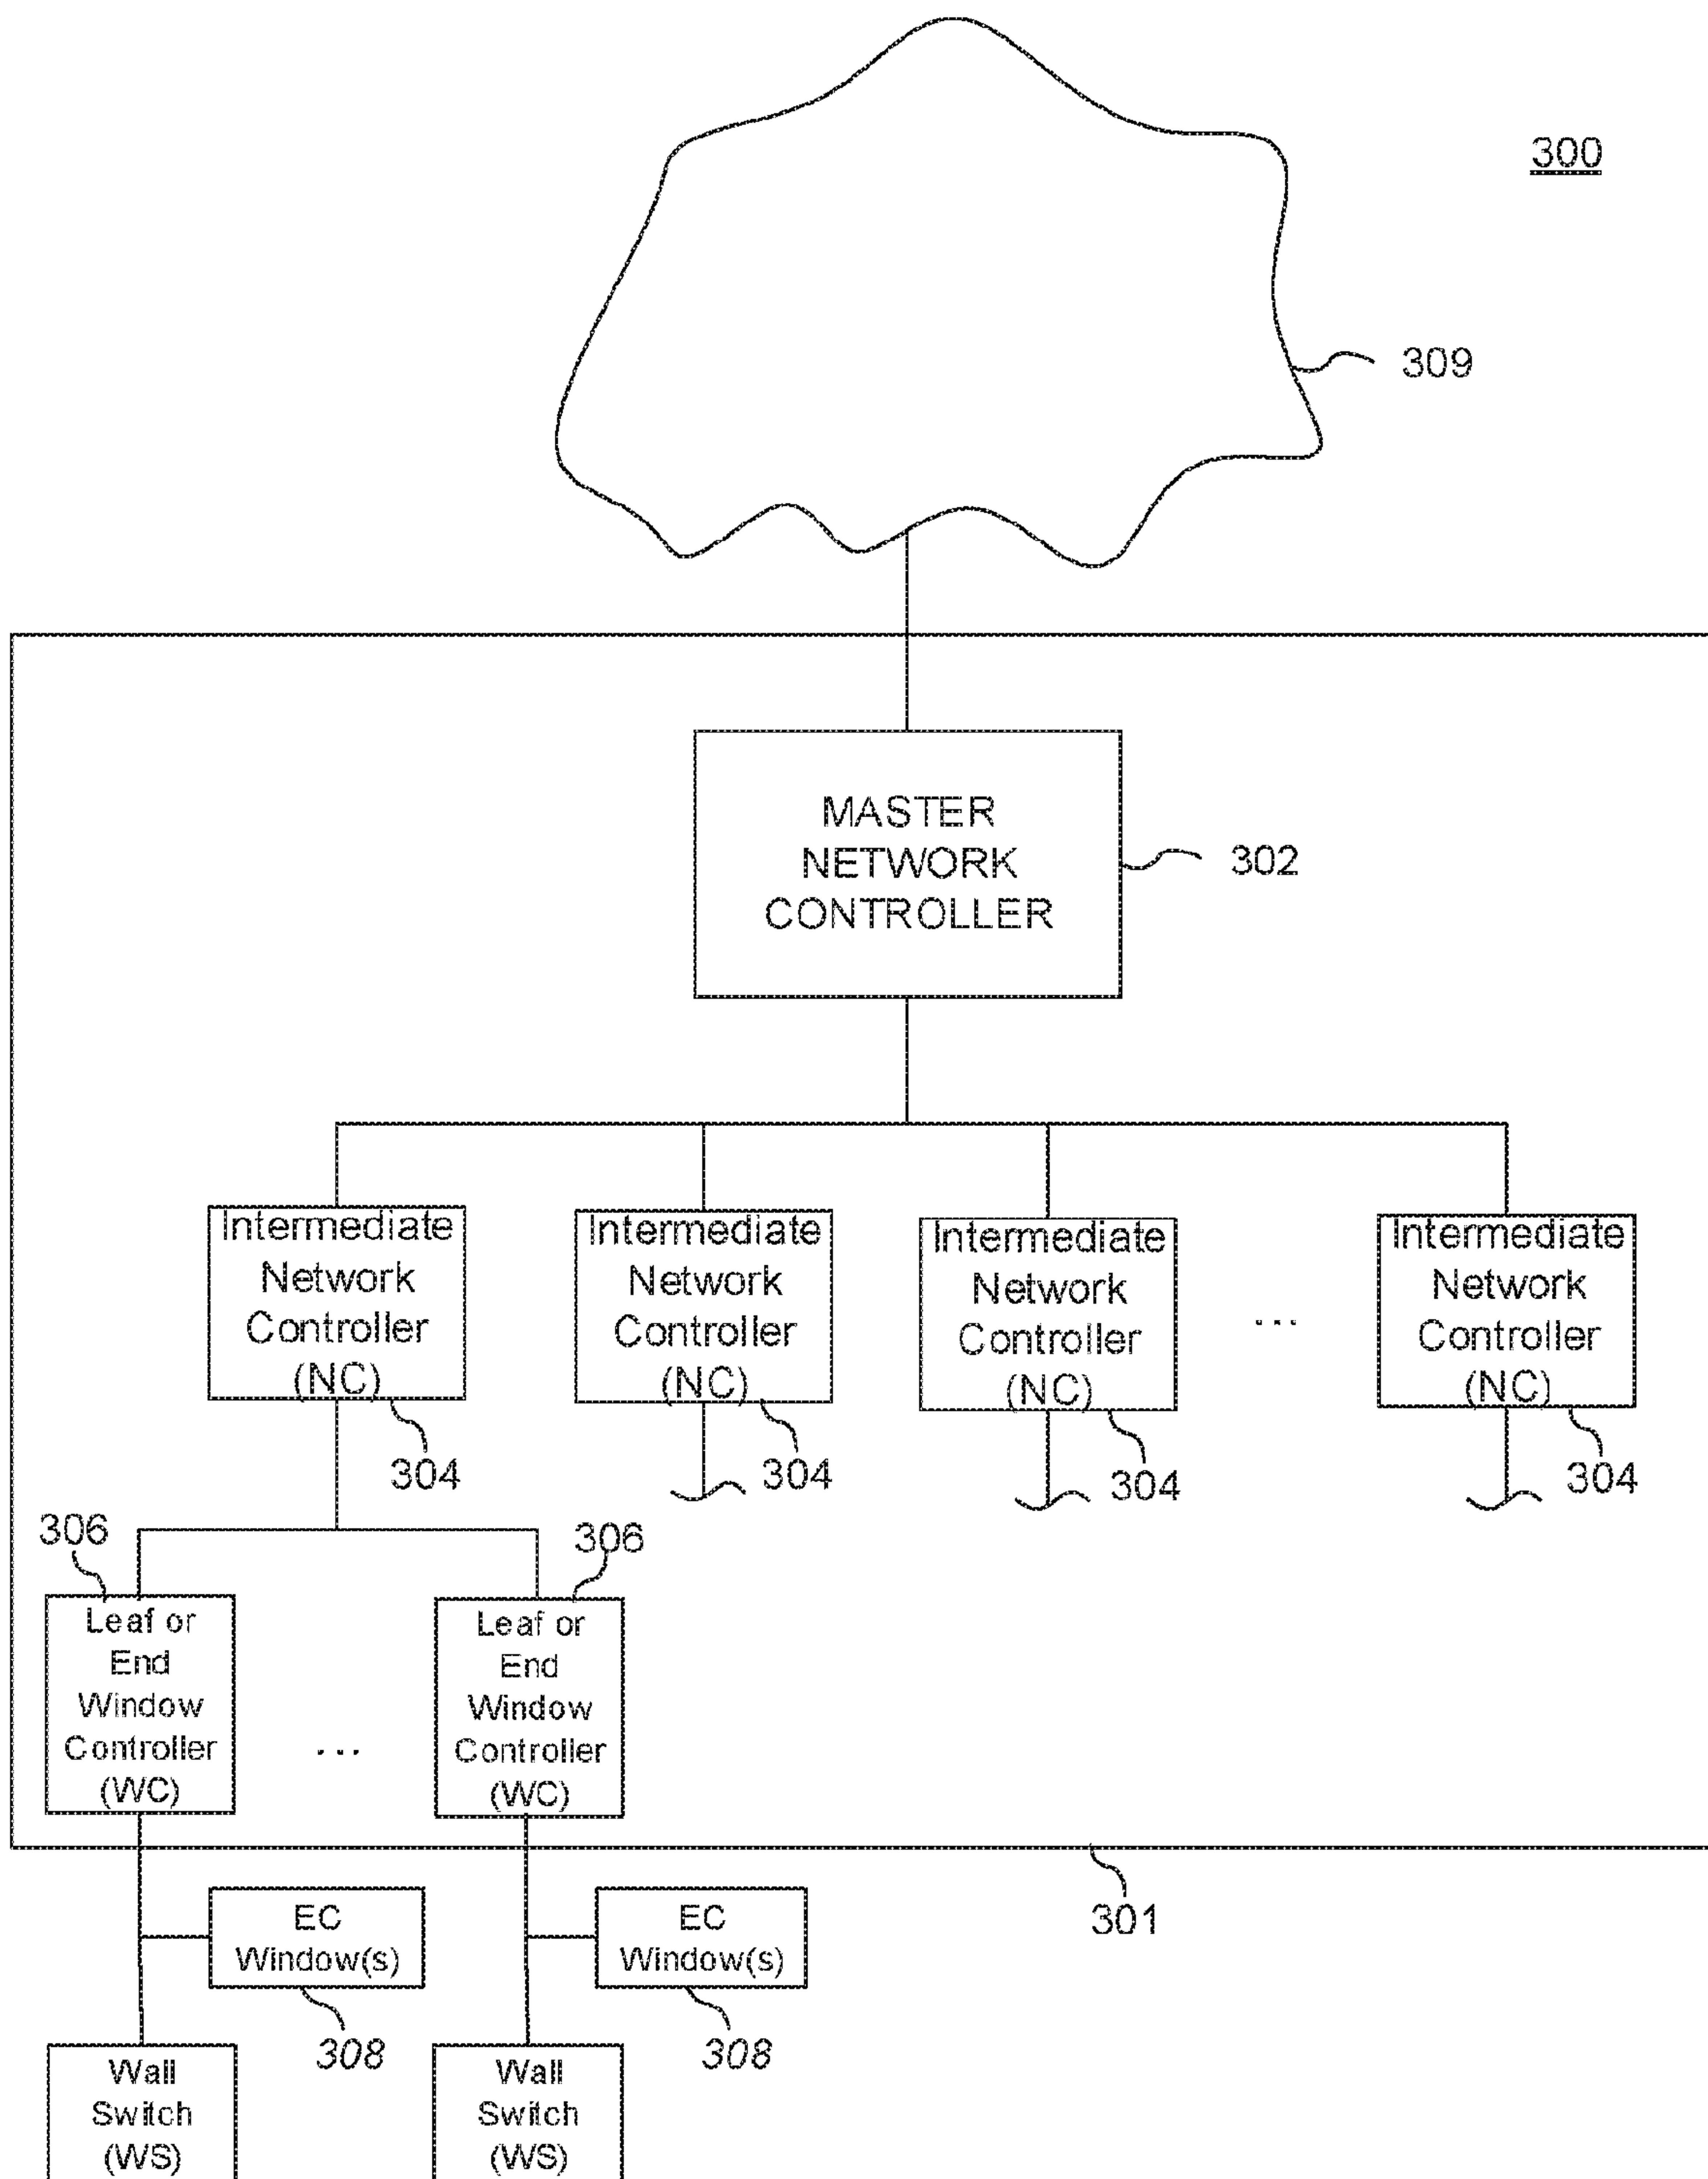 300
309
MASTER
NETWORK
CONTROLLER
302
Intermediate
Network
Controller
(NC)
304
Intermediate
Network
Controller
(NC)
304
Intermediate
Network
Controller
(NC)
304
...
Intermediate
Network
Controller
(NC)
304
306
Leaf or
End
Window
Controller
(WC)
...
306
Leaf or
End
Window
Controller
(WC)
301
EC
Window(s)
308
EC
Window(s)
308
Wall
Switch
(WS)
Wall
Switch
(WS)